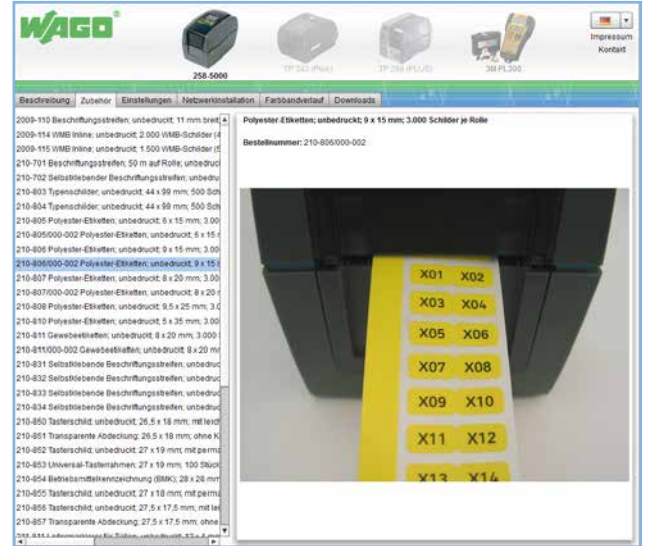 WAGO
258-5000
TP 343 (Plus)
TP 298 (PLUS)
3M PL300
Impressum
Kontakt
Beschreibung
Zubehör
Einstellungen
Netzwerkinstallation
Farbbandverlauf
Downloads
2009-110 Beschriftungsstreifen; unbedruckt; 11 mm breit
2009-114 WMB Inline; unbedruckt; 2.000 WMB-Schilder (4
2009-115 WMB Inline; unbedruckt; 1.500 WMB-Schilder (5
210-701 Beschriftungsstreifen; 50 m auf Rolle; unbedruc
210-702 Selbstklebender Beschriftungsstreifen; unbedru
210-803 Typenschilder; unbedruckt; 44 x 99 mm; 500 Sch
210-804 Typenschilder; unbedruckt; 44 x 99 mm; 500 Sch
210-805 Polyester-Etiketten; unbedruckt; 6 x 15 mm; 3.00
210-805/000-002 Polyester-Etiketten; unbedruckt; 6 x 15 r
210-806 Polyester-Etiketten; unbedruckt; 9 x 15 mm; 3.00
210-806/000-002 Polyester-Etiketten; unbedruckt; 9 x 15 r
210-807 Polyester-Etiketten; unbedruckt; 8 x 20 mm; 3.00
210-807/000-002 Polyester-Etiketten; unbedruckt; 8 x 20 r
210-808 Polyester-Etiketten; unbedruckt; 9,5 x 25 mm; 3.0
210-810 Polyester-Etiketten; unbedruckt; 5 x 35 mm; 3.00
210-811 Gewebeetiketten; unbedruckt; 8 x 20 mm; 3.000
210-811/000-002 Gewebeetiketten; unbedruckt; 8 x 20 mr
210-831 Selbstklebende Beschriftungsstreifen; unbedruc
210-832 Selbstklebende Beschriftungsstreifen; unbedruc
210-833 Selbstklebende Beschriftungsstreifen; unbedruc
210-834 Selbstklebende Beschriftungsstreifen; unbedruc
210-850 Tasterschild; unbedruckt; 26,5 x 18 mm; mit leich
210-851 Transparente Abdeckung; 26,5 x 18 mm; ohne K
210-852 Tasterschild; unbedruckt; 27 x 19 mm; mit perma
210-853 Universal-Tasterrahmen; 27 x 19 mm; 100 Stück
210-854 Betriebsmittelkennzeichnung (BMK); 28 x 28 mm
210-855 Tasterschild; unbedruckt; 27 x 18 mm; mit perma
210-856 Tasterschild; unbedruckt; 27,5 x 17,5 mm; mit lei
210-857 Transparente Abdeckung; 27,5 x 17,5 mm; ohne
Polyester-Etiketten; unbedruckt; 9 x 15 mm; 3.000 Schilder je Rolle
Bestellnummer: 210-806/000-002
X01 X02
X03 X04
X05 X06
X07 X08
X09 X10
X11 X12
X13 X14